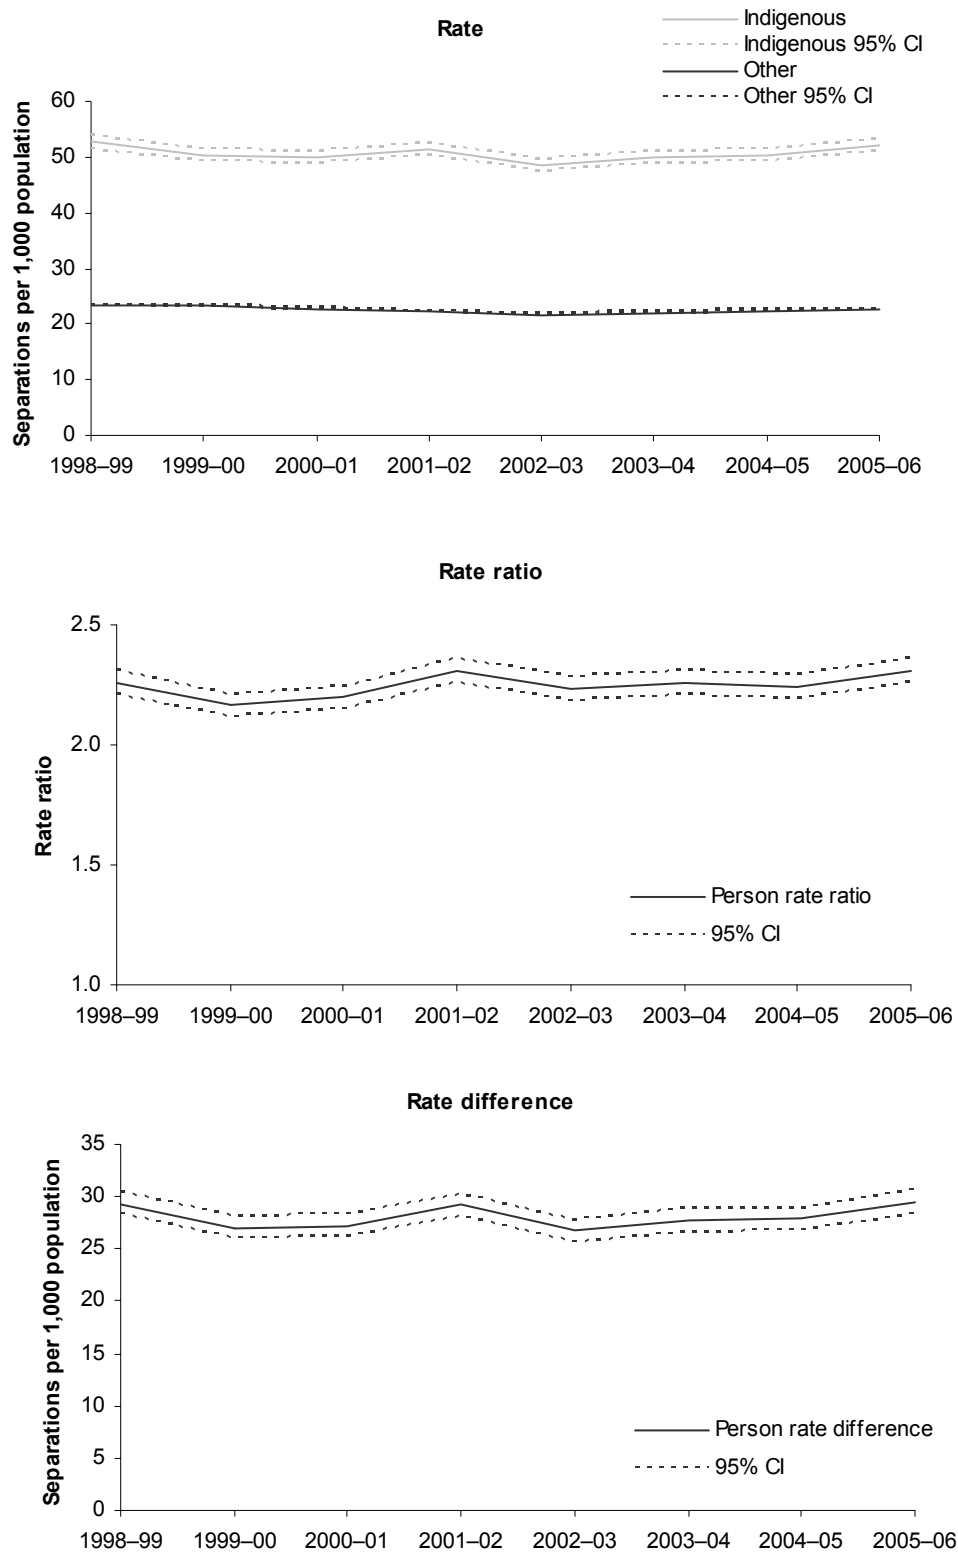 Rate
Indigenous
Indigenous 95% CI
Other
Other 95% CI
Separations per 1,000 population
60
50
40
30
20
10
0
1998–99 1999–00 2000–01 2001–02 2002–03 2003–04 2004–05 2005–06
Rate ratio
Rate ratio
2.5
2.0
1.5
1.0
Person rate ratio
95% CI
1998–99 1999–00 2000–01 2001–02 2002–03 2003–04 2004–05 2005–06
Rate difference
Separations per 1,000 population
35
30
25
20
15
10
5
0
Person rate difference
95% CI
1998–99 1999–00 2000–01 2001–02 2002–03 2003–04 2004–05 2005–06